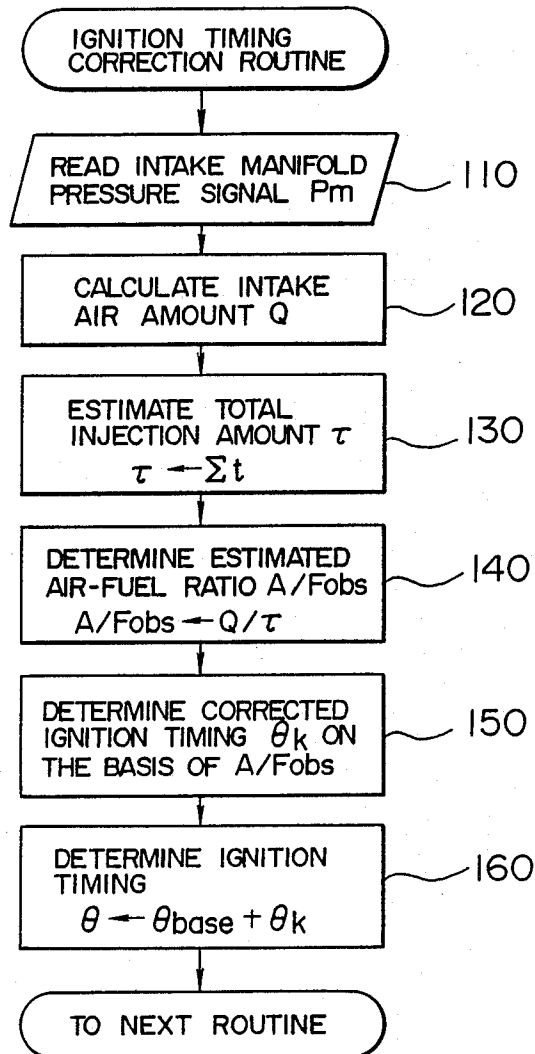 IGNITION TIMING
CORRECTION ROUTINE
READ INTAKE MANIFOLD
PRESSURE SIGNAL Pm
110
CALCULATE INTAKE
AIR AMOUNT Q
120
ESTIMATE TOTAL
INJECTION AMOUNT τ
τ ← Σt
130
DETERMINE ESTIMATED
AIR-FUEL RATIO A/Fobs
A/Fobs ← Q/τ
140
DETERMINE CORRECTED
IGNITION TIMING θk ON
THE BASIS OF A/Fobs
150
DETERMINE IGNITION
TIMING
θ ← θbase + θk
160
TO NEXT ROUTINE